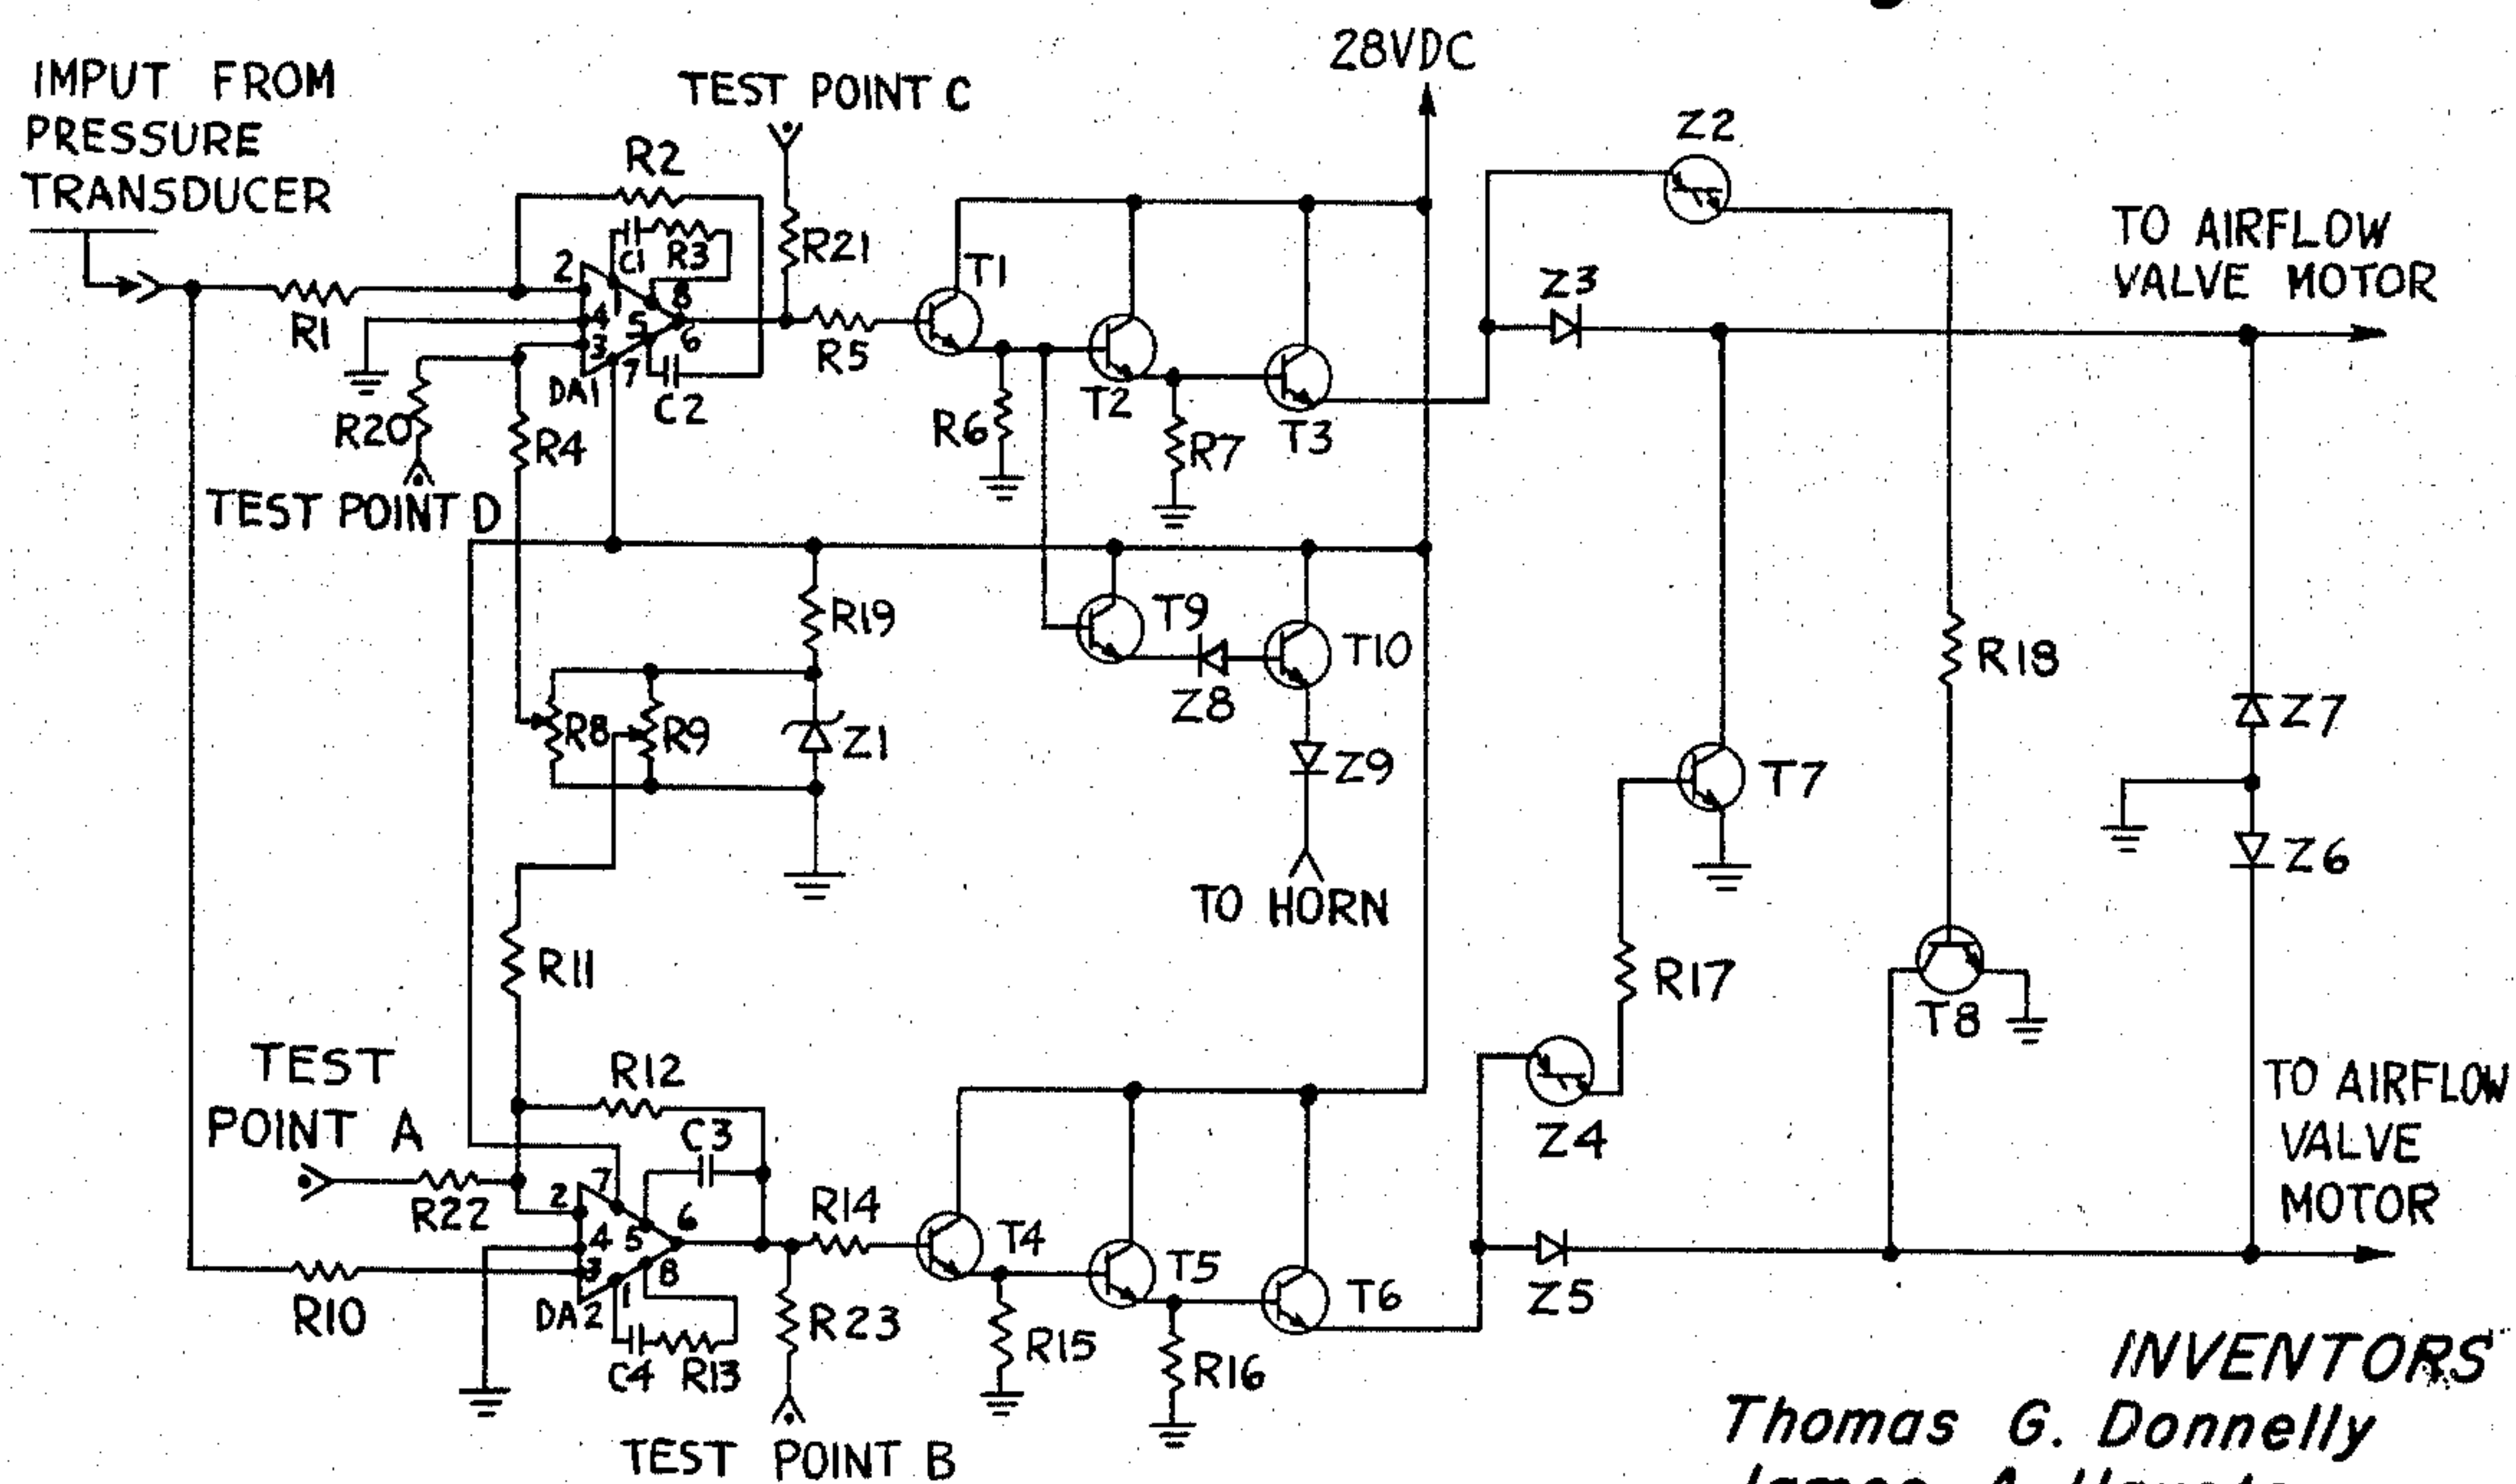 28VDC
IMPUT FROM
PRESSURE
TRANSDUCER
TEST POINT C
Z2
R2
TO AIRFLOW
VALVE MOTOR
C1 R3
R21
T1
Z3
2
8
4 5
R1
3
6
R5
DA1
7
C2
T2
R20
R4
R6
R7
T3
TEST POINT D
R19
T9
T10
R18
Z8
R8
R9
Z1
Z9
Z7
T7
Z6
TO HORN
R11
R17
T8
TEST
POINT A
R12
C3
Z4
TO AIRFLOW
VALVE
MOTOR
7
2
6
R22
R14
4 5
T4
3
8
T5
R10
DA2
1
R23
T6
Z5
C4 R13
R15
R16
TEST POINT B
INVENTORS
Thomas G. Donnelly